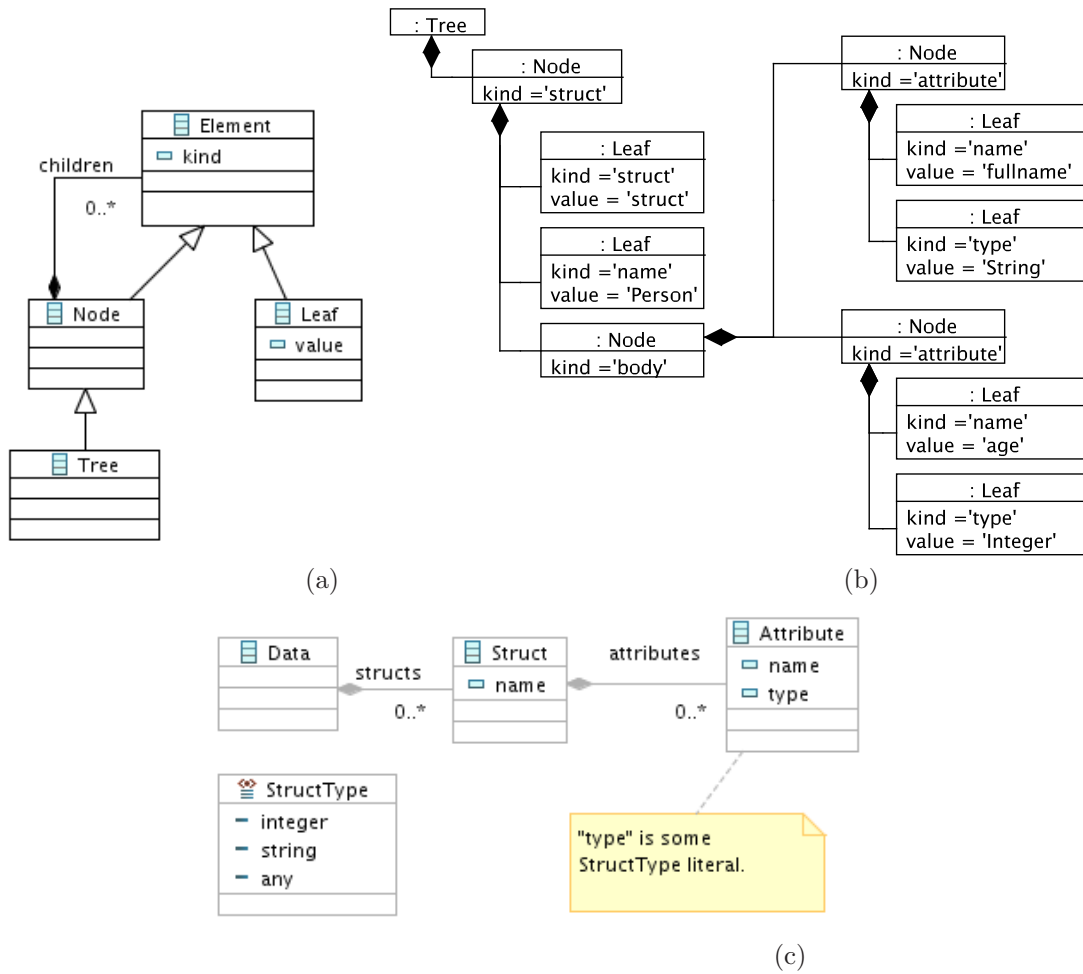 Element
kind
children
0..*
Node
Leaf
value
Tree
(a)
: Tree
: Node
kind ='struct'
: Leaf
kind ='struct'
value = 'struct'
: Leaf
kind ='name'
value = 'Person'
: Node
kind ='body'
: Node
kind ='attribute'
: Leaf
kind ='name'
value = 'fullname'
: Leaf
kind ='type'
value = 'String'
: Node
kind ='attribute'
: Leaf
kind ='name'
value = 'age'
: Leaf
kind ='type'
value = 'Integer'
(b)
Data
structs
0..*
Struct
name
attributes
0..*
Attribute
name
type
StructType
integer
string
any
"type" is some
StructType literal.
(c)